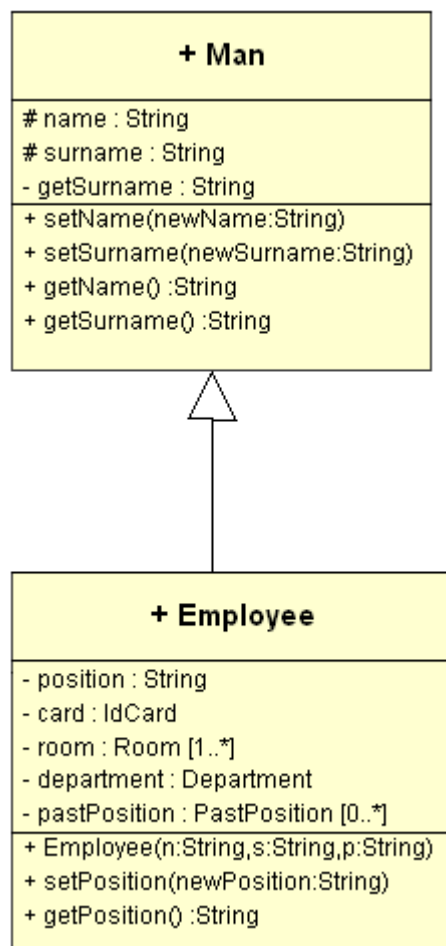 + Man
# name : String
# surname : String
- getSurname : String
+ setName(newName:String)
+ setSurname(newSurname:String)
+ getName() :String
+ getSurname() :String
+ Employee
- position : String
- card : IdCard
- room : Room [1..*]
- department : Department
- pastPosition : PastPosition [0..*]
+ Employee(n:String,s:String,p:String)
+ setPosition(newPosition:String)
+ getPosition() :String